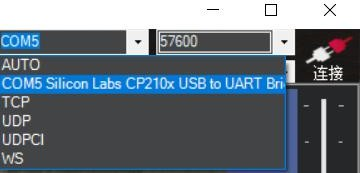 COM5
57600
连接
AUTO
COM5 Silicon Labs CP210x USB to UART Bri
TCP
UDP
UDPCI
WS